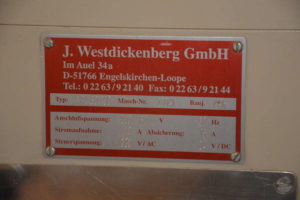 J. Westdickenberg GmbH
Im Auel 34a
D-51766 Engelskirchen-Loope
Tel.: 0 22 63/9 21 40 Fax: 0 22 63/9 21 44
Typ: Masch-Nr. Bauj.
Anschlußspannung: V Hz
Stromaufnahme: A Absicherung: A
Steuerspannung: V/AC V/DC